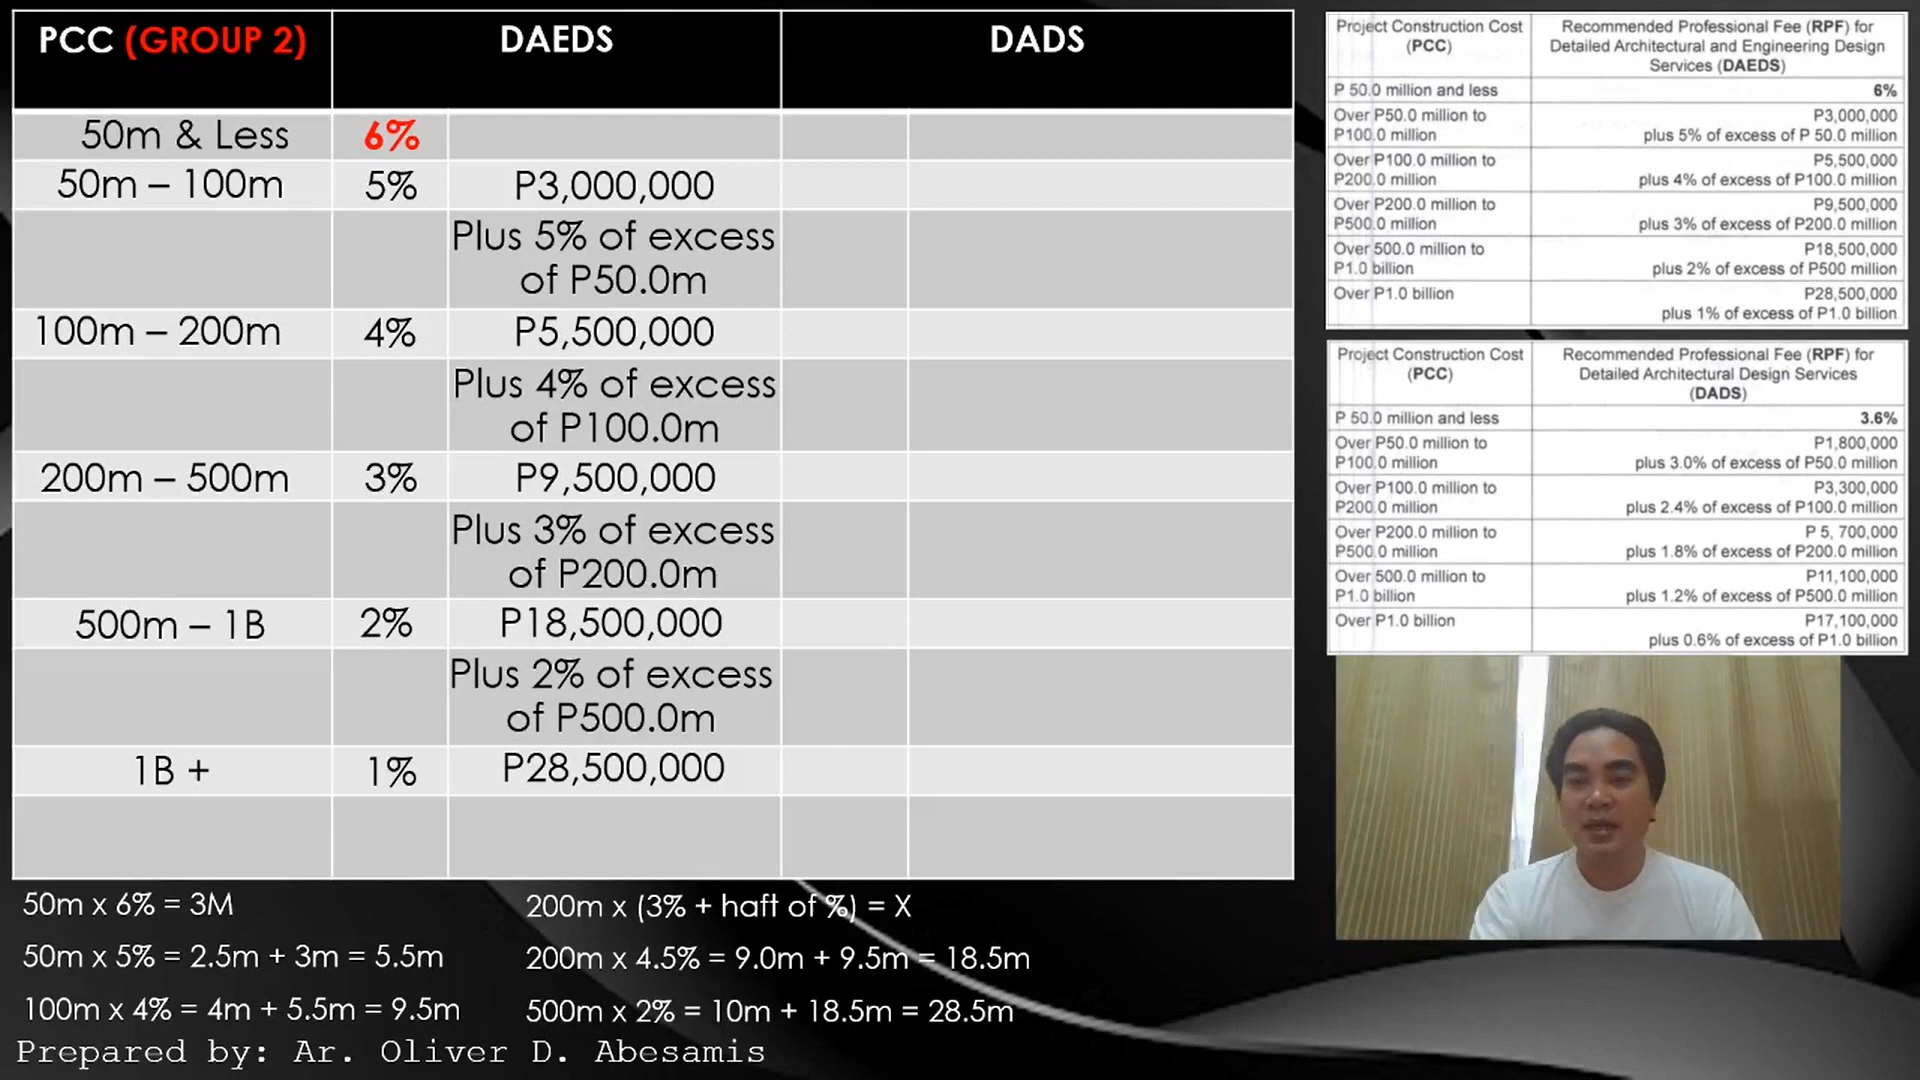 PCC (GROUP 2)
DAEDS
DADS
50m & Less
6%
50m – 100m
5%
P3,000,000
Plus 5% of excess
of P50.0m
100m – 200m
4%
P5,500,000
Plus 4% of excess
of P100.0m
200m – 500m
3%
P9,500,000
Plus 3% of excess
of P200.0m
500m – 1B
2%
P18,500,000
Plus 2% of excess
of P500.0m
1B +
1%
P28,500,000
50m x 6% = 3M
50m x 5% = 2.5m + 3m = 5.5m
100m x 4% = 4m + 5.5m = 9.5m
200m x (3% + haft of %) = X
200m x 4.5% = 9.0m + 9.5m = 18.5m
500m x 2% = 10m + 18.5m = 28.5m
Prepared by: Ar. Oliver D. Abesamis
Project Construction Cost
(PCC)
Recommended Professional Fee (RPF) for
Detailed Architectural and Engineering Design
Services (DAEDS)
P 50.0 million and less
6%
Over P50.0 million to
P100.0 million
P3,000,000
plus 5% of excess of P 50.0 million
Over P100.0 million to
P200.0 million
P5,500,000
plus 4% of excess of P100.0 million
Over P200.0 million to
P500.0 million
P9,500,000
plus 3% of excess of P200.0 million
Over 500.0 million to
P1.0 billion
P18,500,000
plus 2% of excess of P500 million
Over P1.0 billion
P28,500,000
plus 1% of excess of P1.0 billion
Project Construction Cost
(PCC)
Recommended Professional Fee (RPF) for
Detailed Architectural Design Services
(DADS)
P 50.0 million and less
3.6%
Over P50.0 million to
P100.0 million
P1,800,000
plus 3.0% of excess of P50.0 million
Over P100.0 million to
P200.0 million
P3,300,000
plus 2.4% of excess of P100.0 million
Over P200.0 million to
P500.0 million
P 5, 700,000
plus 1.8% of excess of P200.0 million
Over 500.0 million to
P1.0 billion
P11,100,000
plus 1.2% of excess of P500.0 million
Over P1.0 billion
P17,100,000
plus 0.6% of excess of P1.0 billion